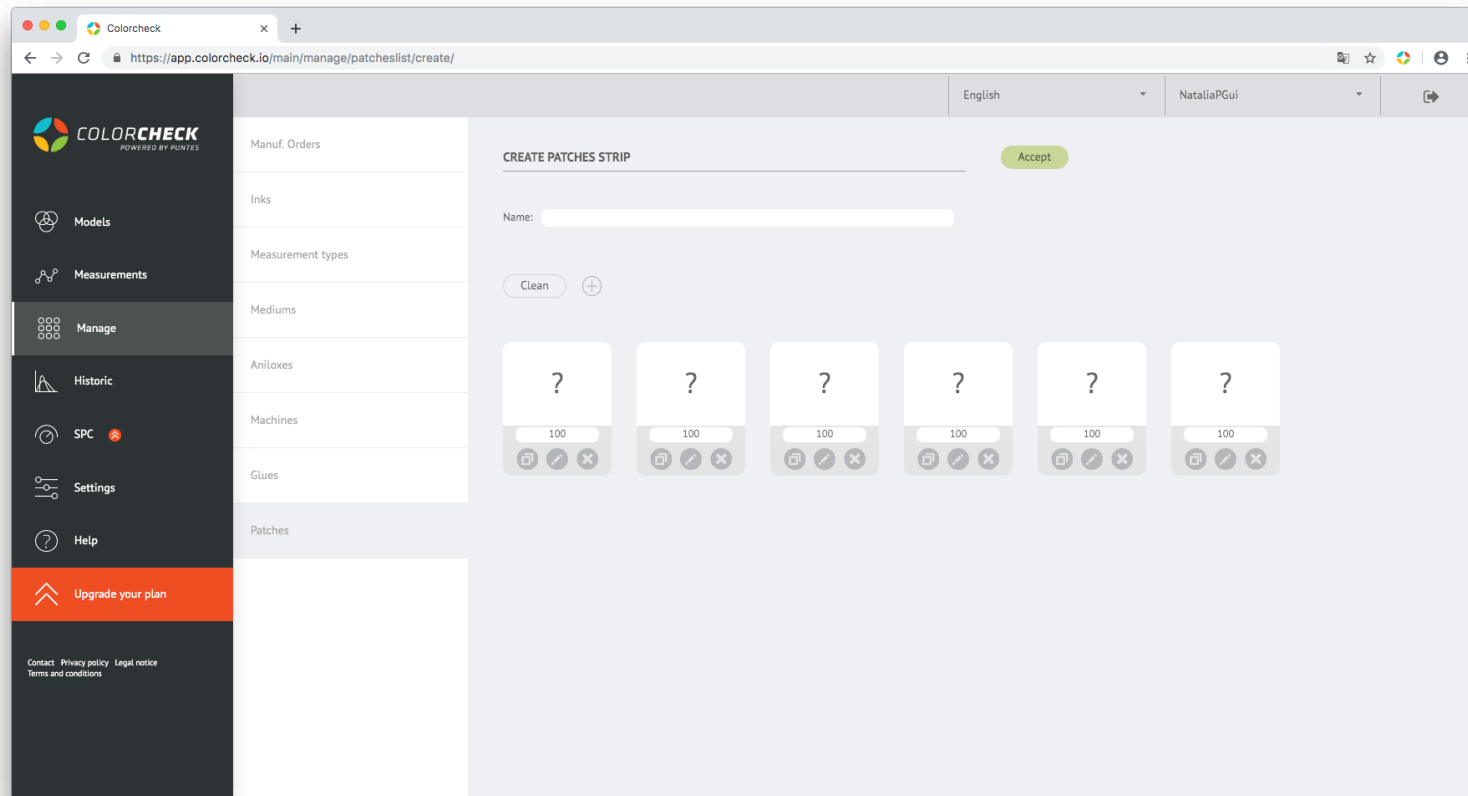 Colorcheck
https://app.colorcheck.io/main/manage/patcheslist/create/
English
NataliaPGui
COLORCHECK
POWERED BY PUNTES
Models
Measurements
Manage
Historic
SPC
Settings
Help
Upgrade your plan
Contact Privacy policy Legal notice
Terms and conditions
Manuf. Orders
Inks
Measurement types
Mediums
Aniloxes
Machines
Glues
Patches
CREATE PATCHES STRIP
Accept
Name:
Clean
? ? ? ? ? ?
100 100 100 100 100 100